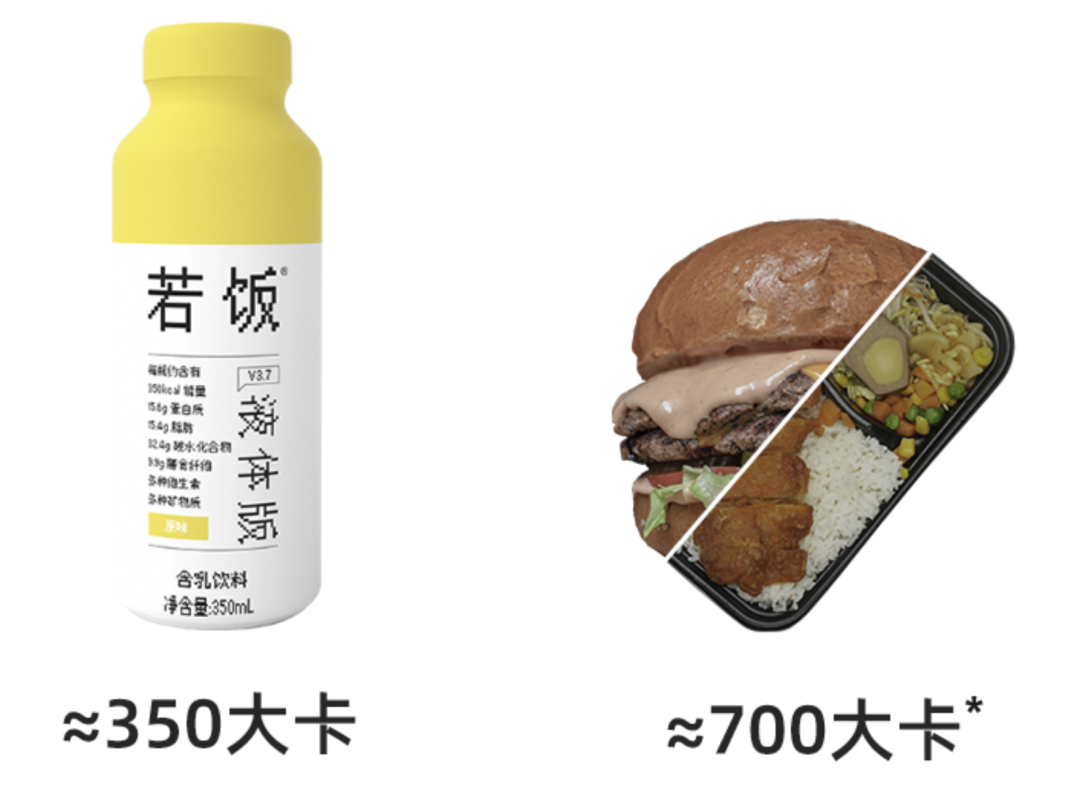 若饭®
每瓶约含有
350kcal 能量
15.6g 蛋白质
15.4g 脂肪
32.4g 碳水化合物
9.9g 膳食纤维
多种维生素
多种矿物质
原味
V3.7
液体版
含乳饮料
净含量:350mL
≈350大卡
≈700大卡*